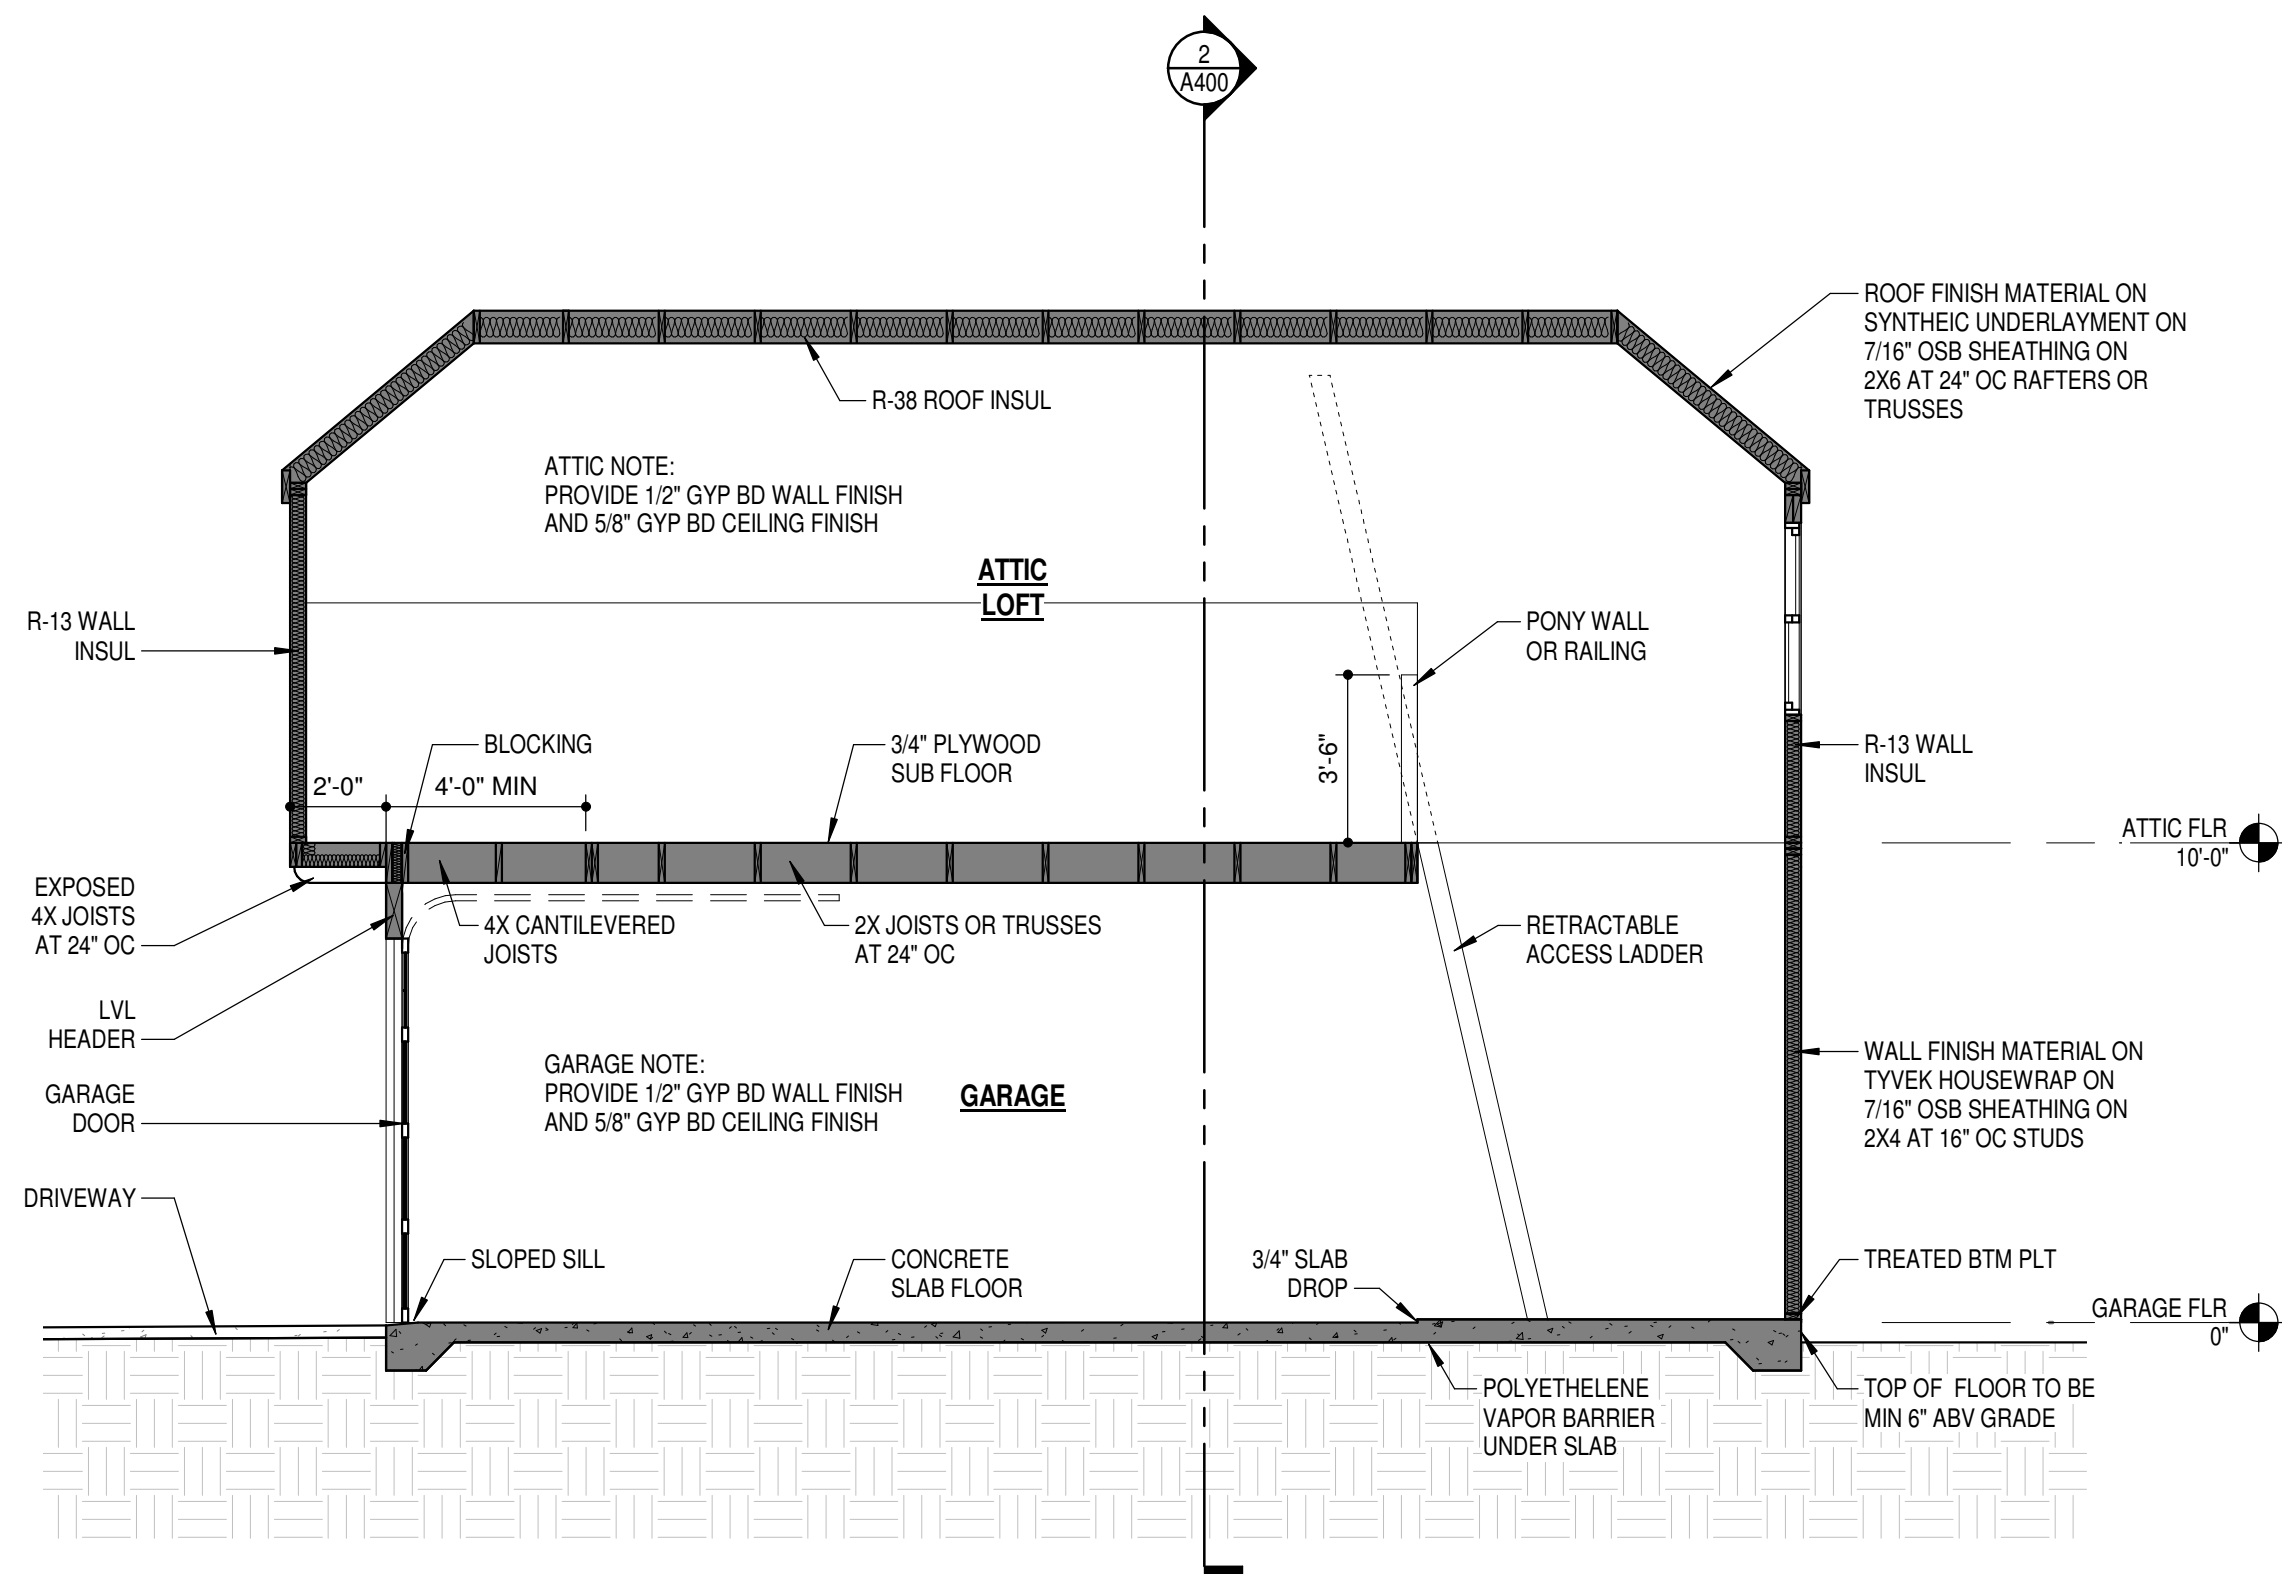 2
A400
ROOF FINISH MATERIAL ON
SYNTHEIC UNDERLAYMENT ON
7/16" OSB SHEATHING ON
2X6 AT 24" OC RAFTERS OR
TRUSSES
R-38 ROOF INSUL
ATTIC NOTE:
PROVIDE 1/2" GYP BD WALL FINISH
AND 5/8" GYP BD CEILING FINISH
ATTIC
LOFT
R-13 WALL
INSUL
PONY WALL
OR RAILING
BLOCKING
3/4" PLYWOOD
SUB FLOOR
3'-6"
R-13 WALL
INSUL
2'-0"
4'-0" MIN
ATTIC FLR
10'-0"
EXPOSED
4X JOISTS
AT 24" OC
4X CANTILEVERED
JOISTS
2X JOISTS OR TRUSSES
AT 24" OC
RETRACTABLE
ACCESS LADDER
LVL
HEADER
GARAGE
DOOR
GARAGE NOTE:
PROVIDE 1/2" GYP BD WALL FINISH
AND 5/8" GYP BD CEILING FINISH
GARAGE
WALL FINISH MATERIAL ON
TYVEK HOUSEWRAP ON
7/16" OSB SHEATHING ON
2X4 AT 16" OC STUDS
DRIVEWAY
SLOPED SILL
CONCRETE
SLAB FLOOR
3/4" SLAB
DROP
TREATED BTM PLT
GARAGE FLR
0"
POLYETHELENE
VAPOR BARRIER
UNDER SLAB
TOP OF FLOOR TO BE
MIN 6" ABV GRADE